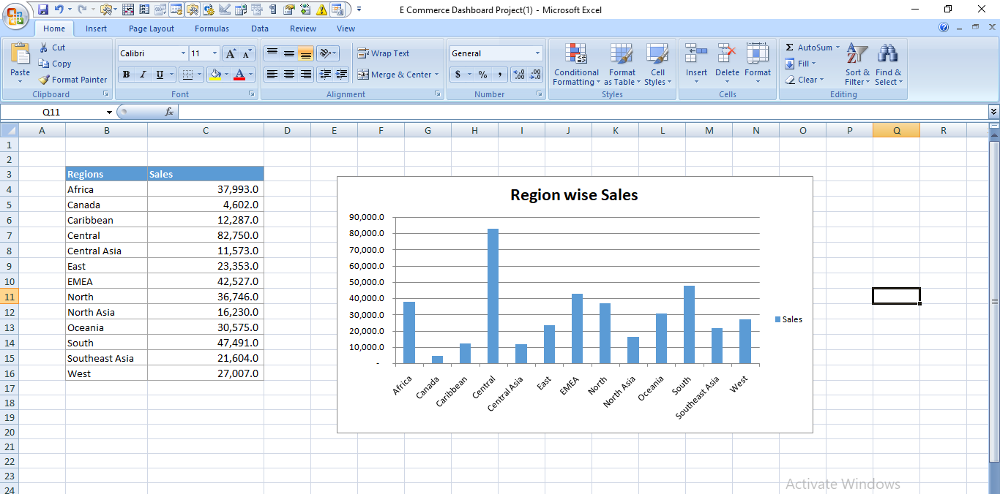 E Commerce Dashboard Project(1) - Microsoft Excel
Home Insert Page Layout Formulas Data Review View
Paste
Cut
Copy
Format Painter
Clipboard
Calibri 11
B I U
Font
Wrap Text
Merge & Center
Alignment
General
$ % ,
Number
Conditional Formatting
Format as Table
Cell Styles
Styles
Insert Delete Format
Cells
Σ AutoSum
Fill
Clear
Sort & Filter
Find & Select
Editing
Q11 fx
A B C D E F G H I J K L M N O P Q R
1
2
3 Regions Sales
4 Africa 37,993.0
5 Canada 4,602.0
6 Caribbean 12,287.0
7 Central 82,750.0
8 Central Asia 11,573.0
9 East 23,353.0
10 EMEA 42,527.0
11 North 36,746.0
12 North Asia 16,230.0
13 Oceania 30,575.0
14 South 47,491.0
15 Southeast Asia 21,604.0
16 West 27,007.0
17
18
19
20
21
22
23
24
Region wise Sales
90,000.0
80,000.0
70,000.0
60,000.0
50,000.0
40,000.0
30,000.0
20,000.0
10,000.0
-
Africa Canada Caribbean Central Central Asia East EMEA North North Asia Oceania South Southeast Asia West
Sales
Activate Windows